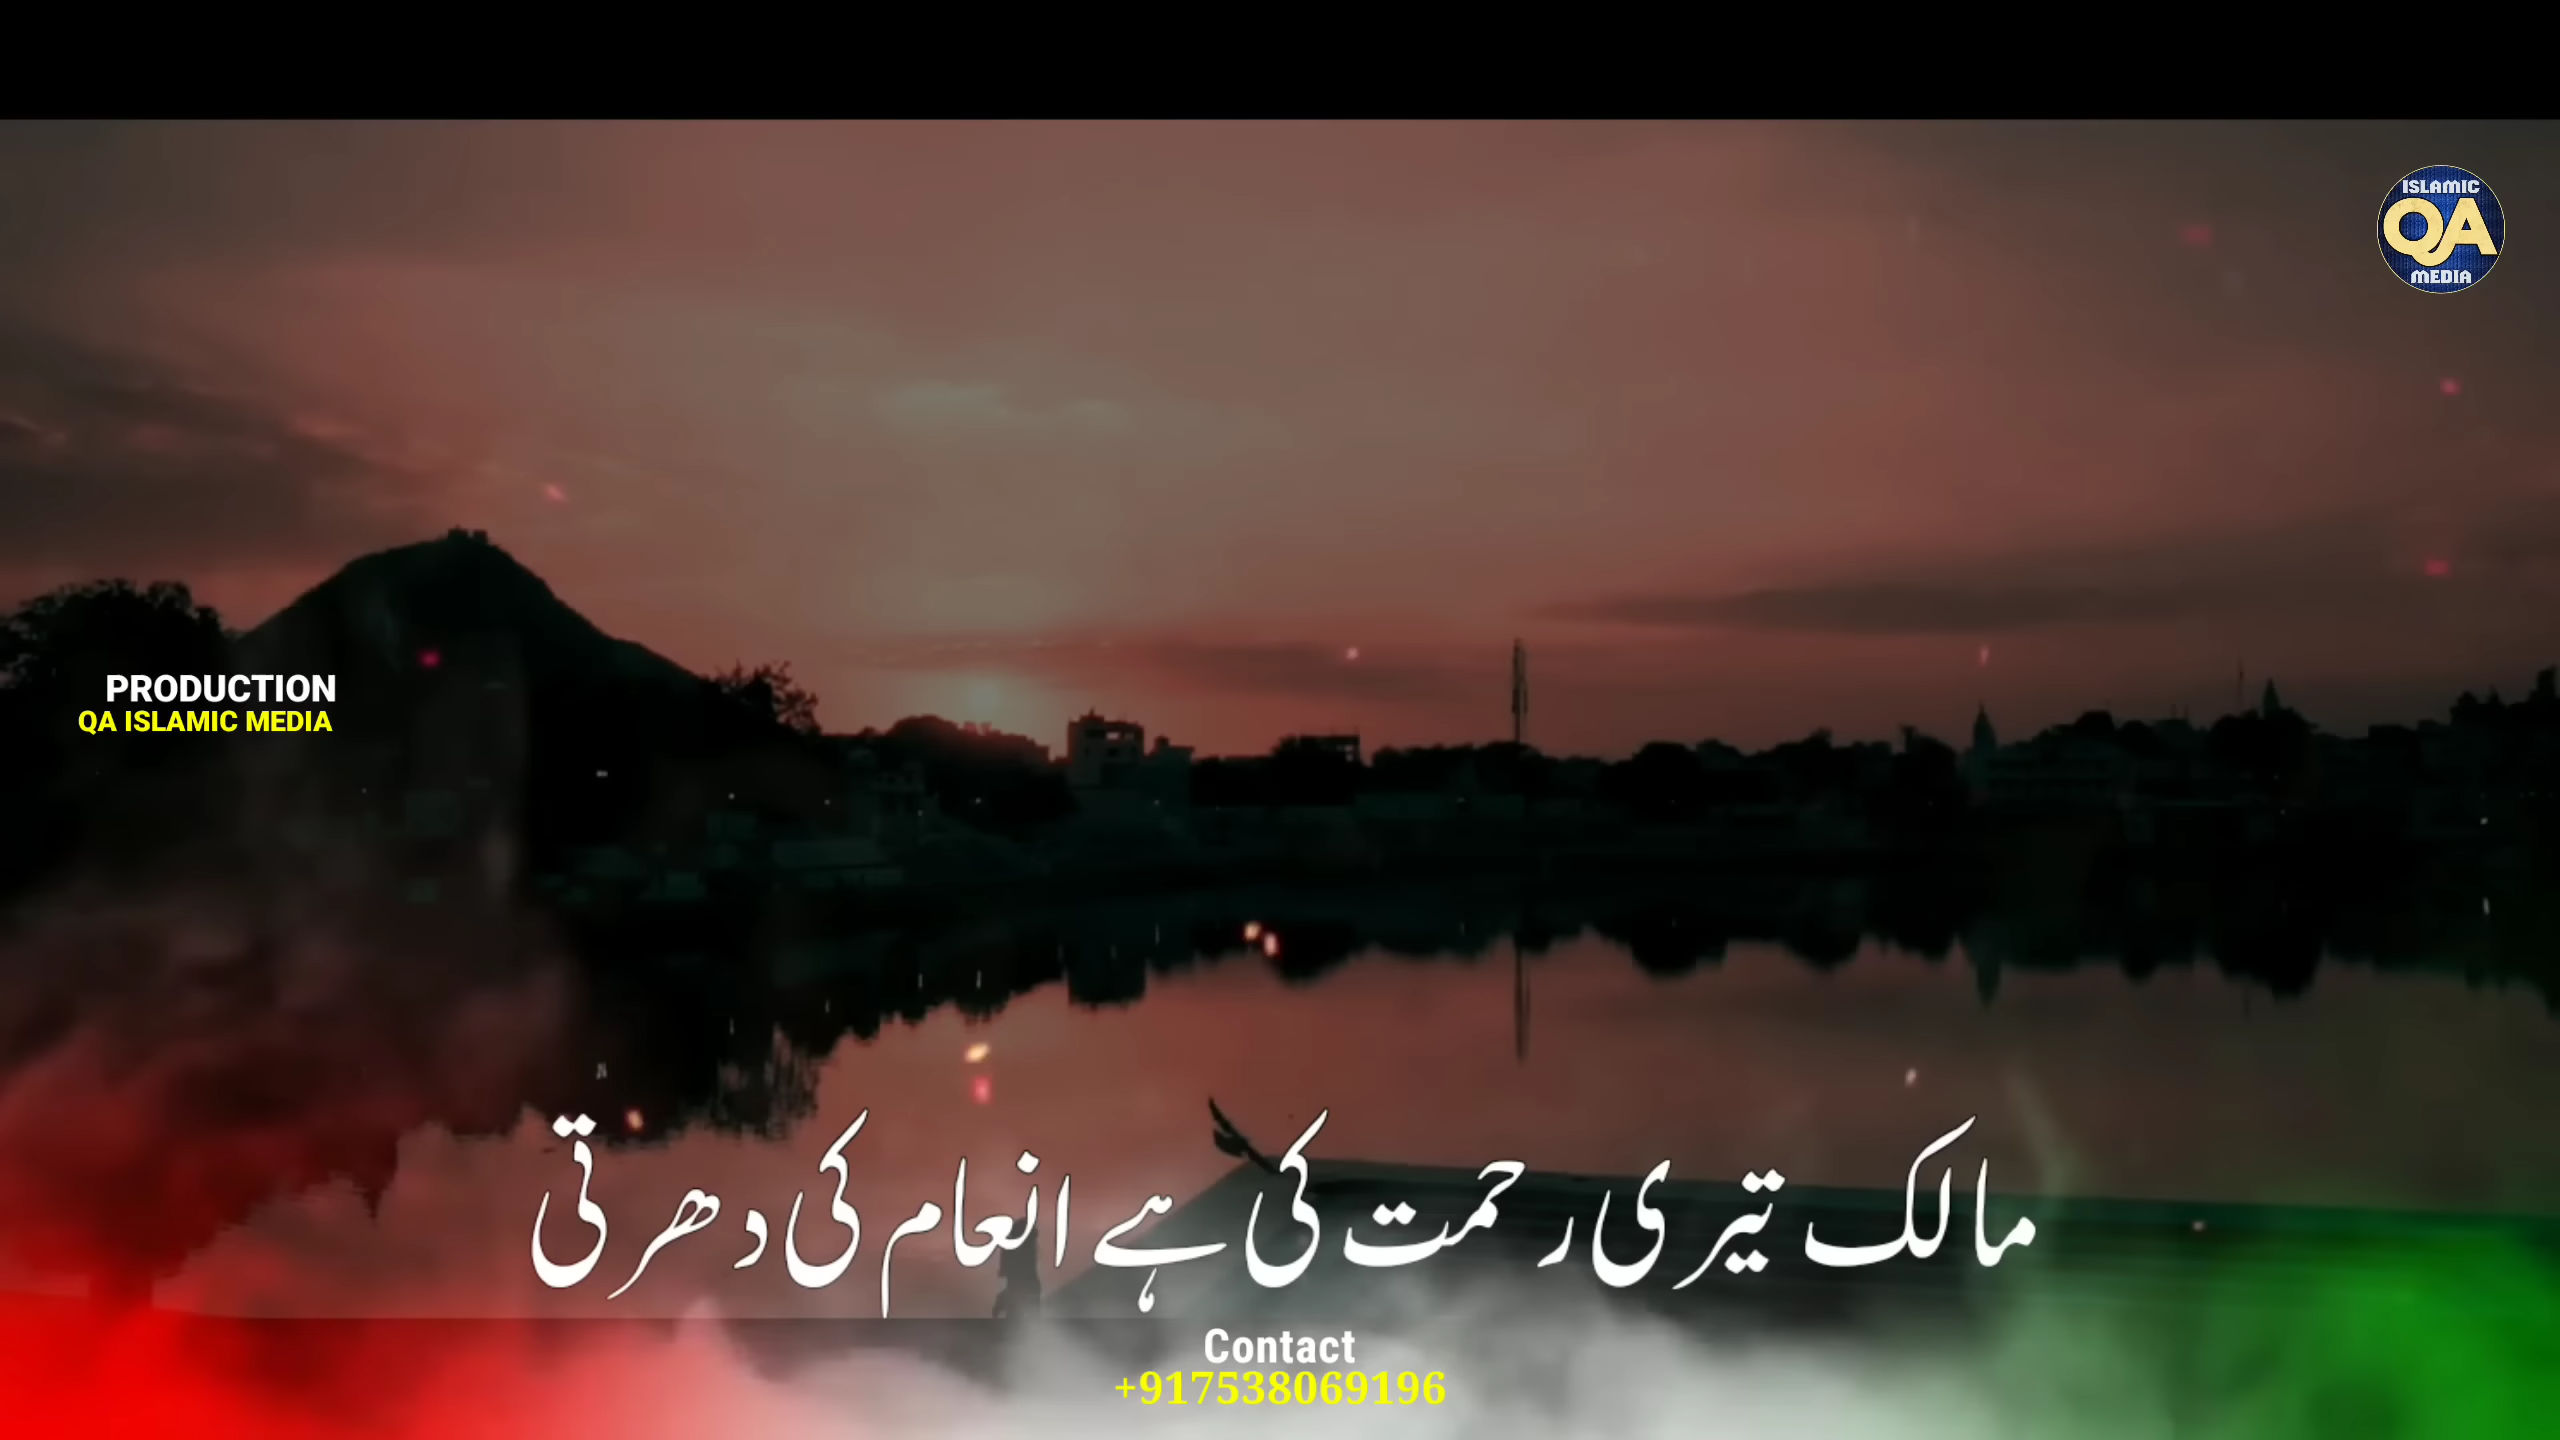 ISLAMIC
QA
MEDIA
PRODUCTION
QA ISLAMIC MEDIA
مالک تیری رحمت کی ہے انعام کی دھرتی
Contact
+917538069196